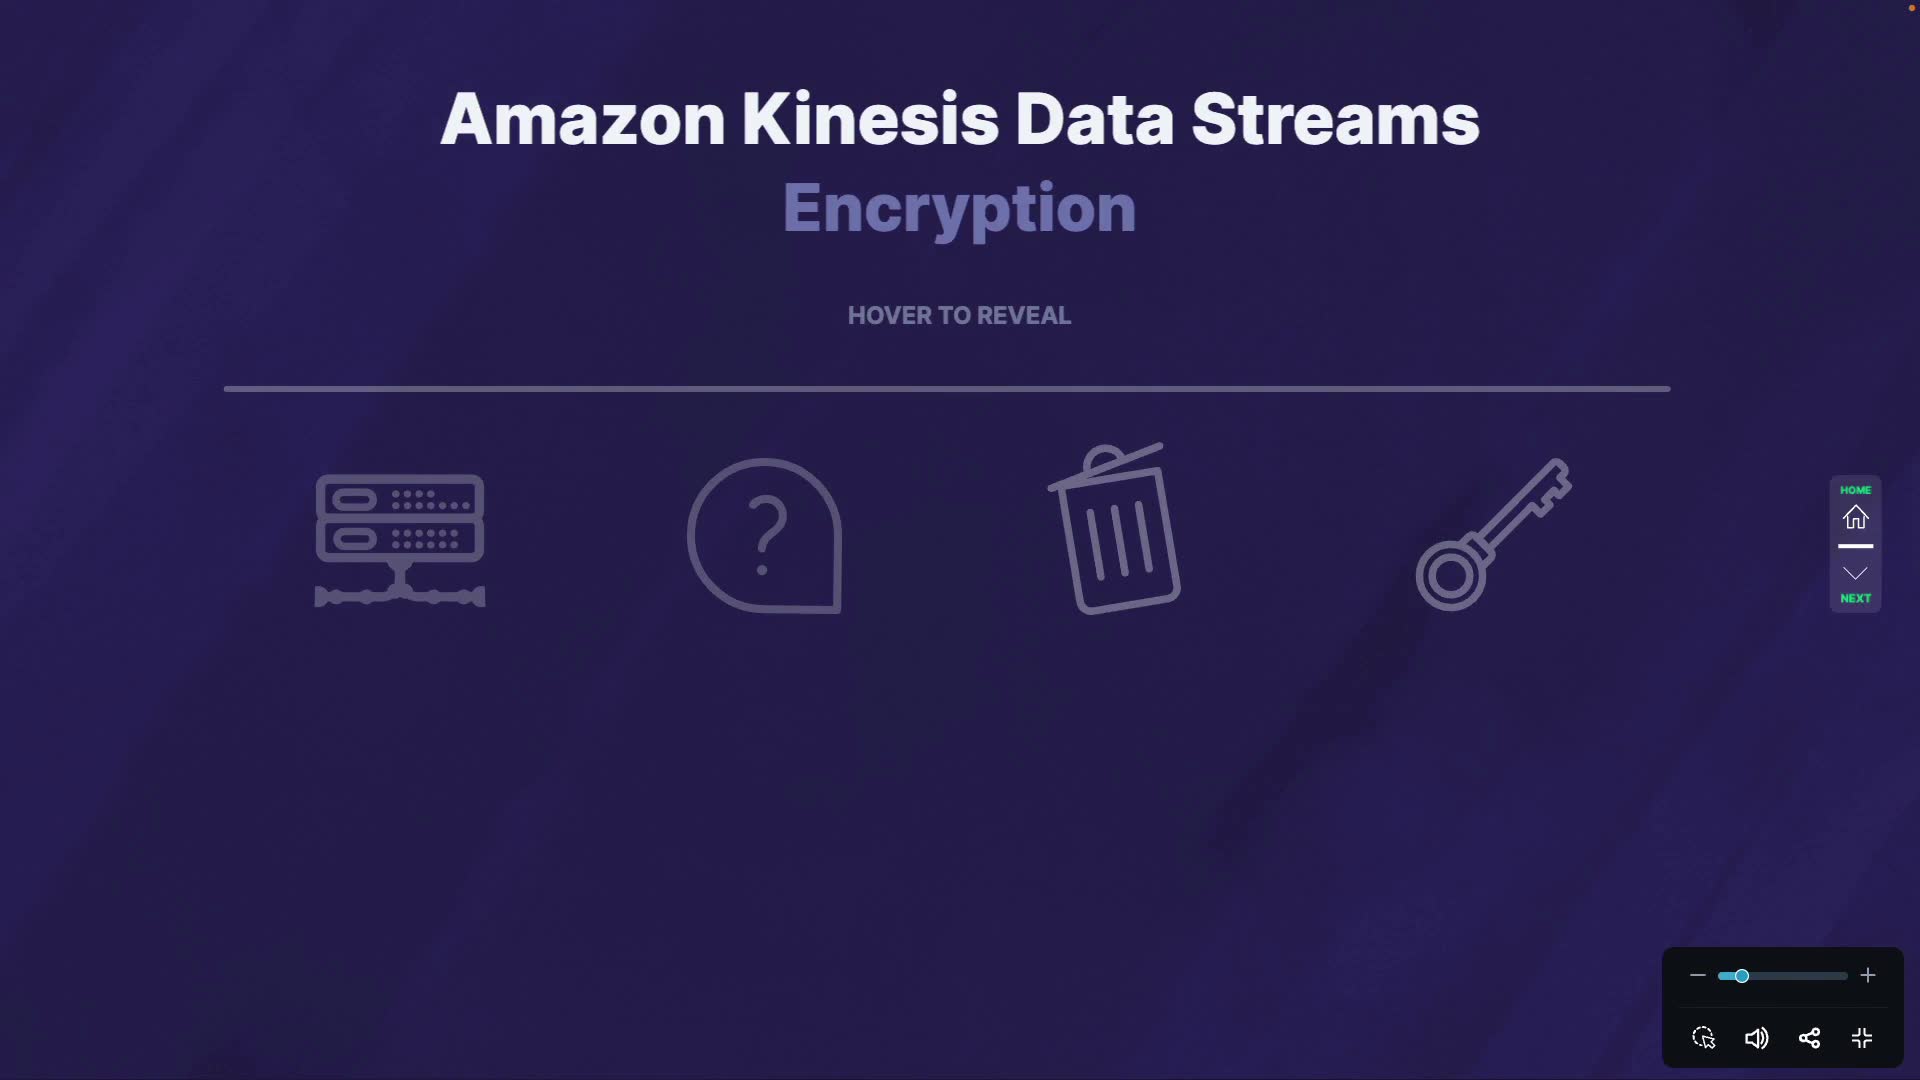 Amazon Kinesis Data Streams
Encryption
HOVER TO REVEAL
?
HOME
NEXT